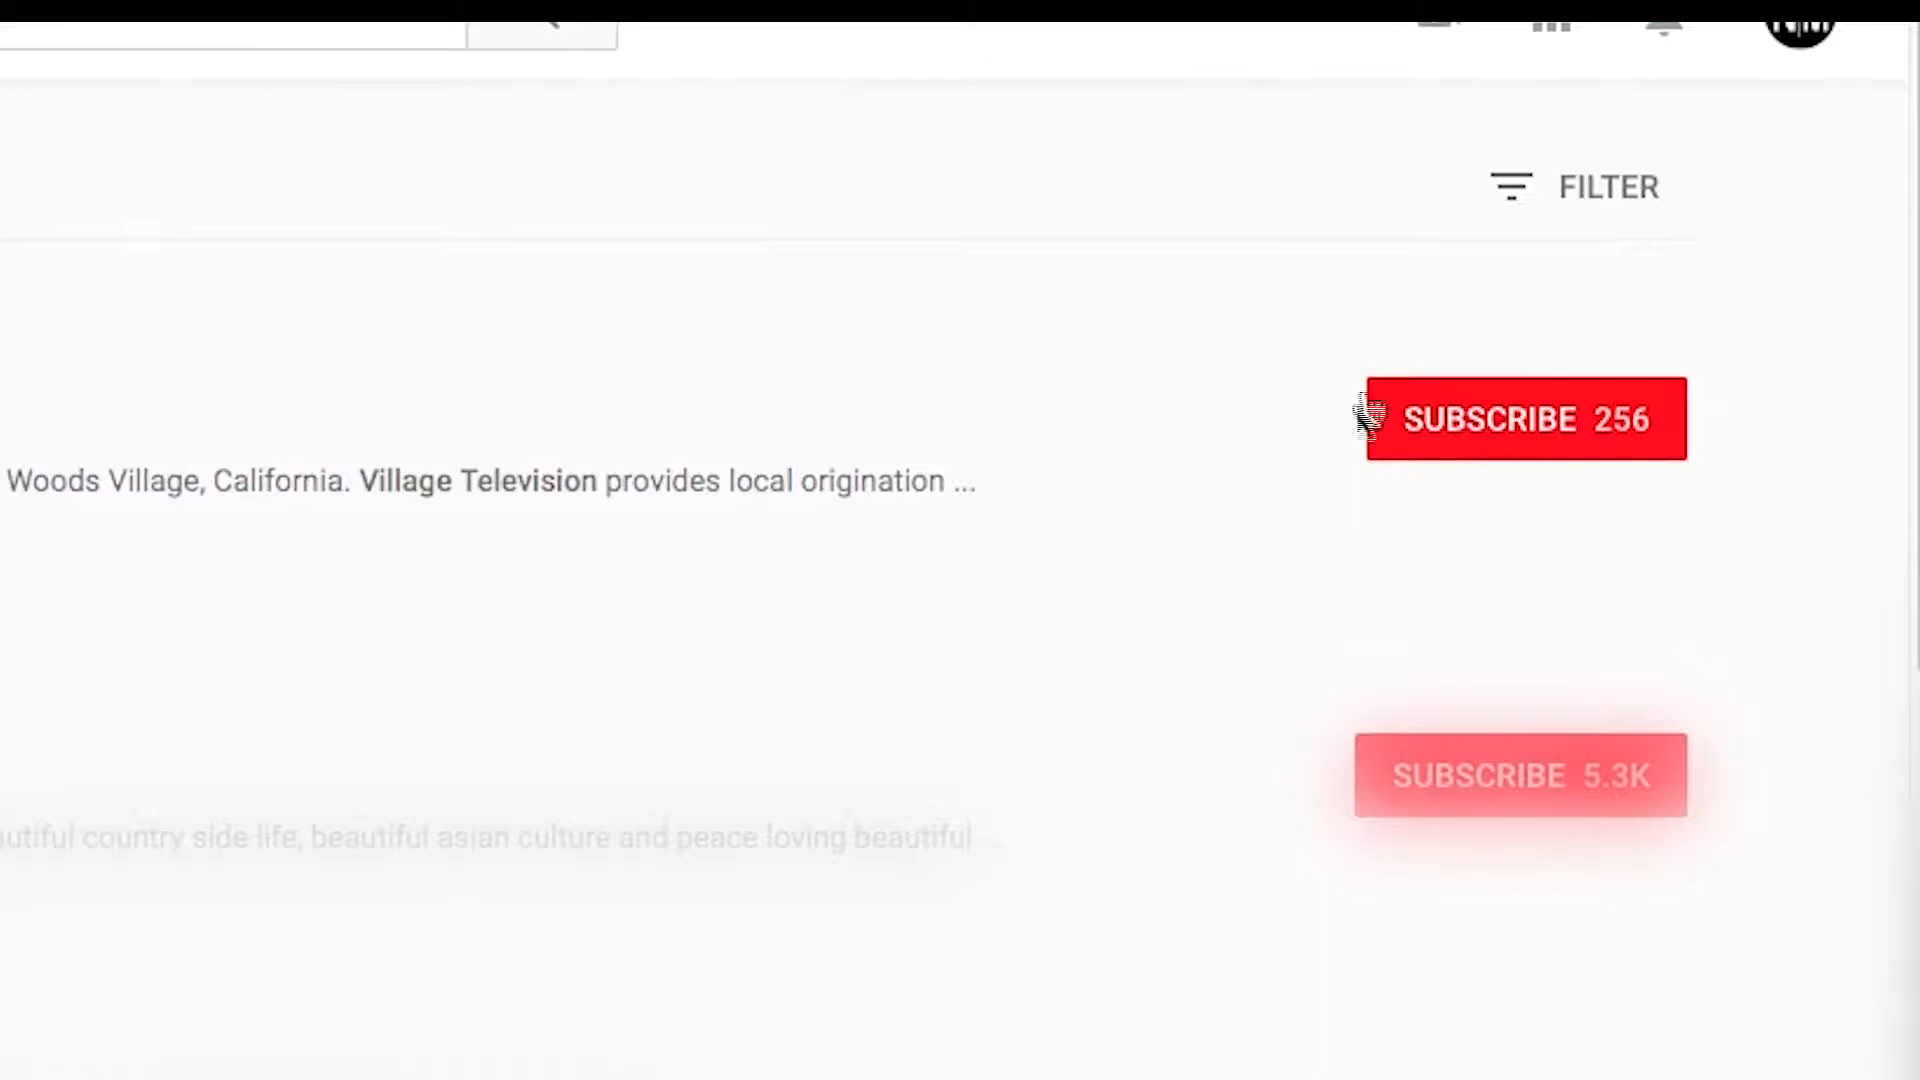 FILTER
SUBSCRIBE 256
Woods Village, California. Village Television provides local origination ...
SUBSCRIBE 5.3K
country side life, beautiful asian culture and peace loving beautiful ...